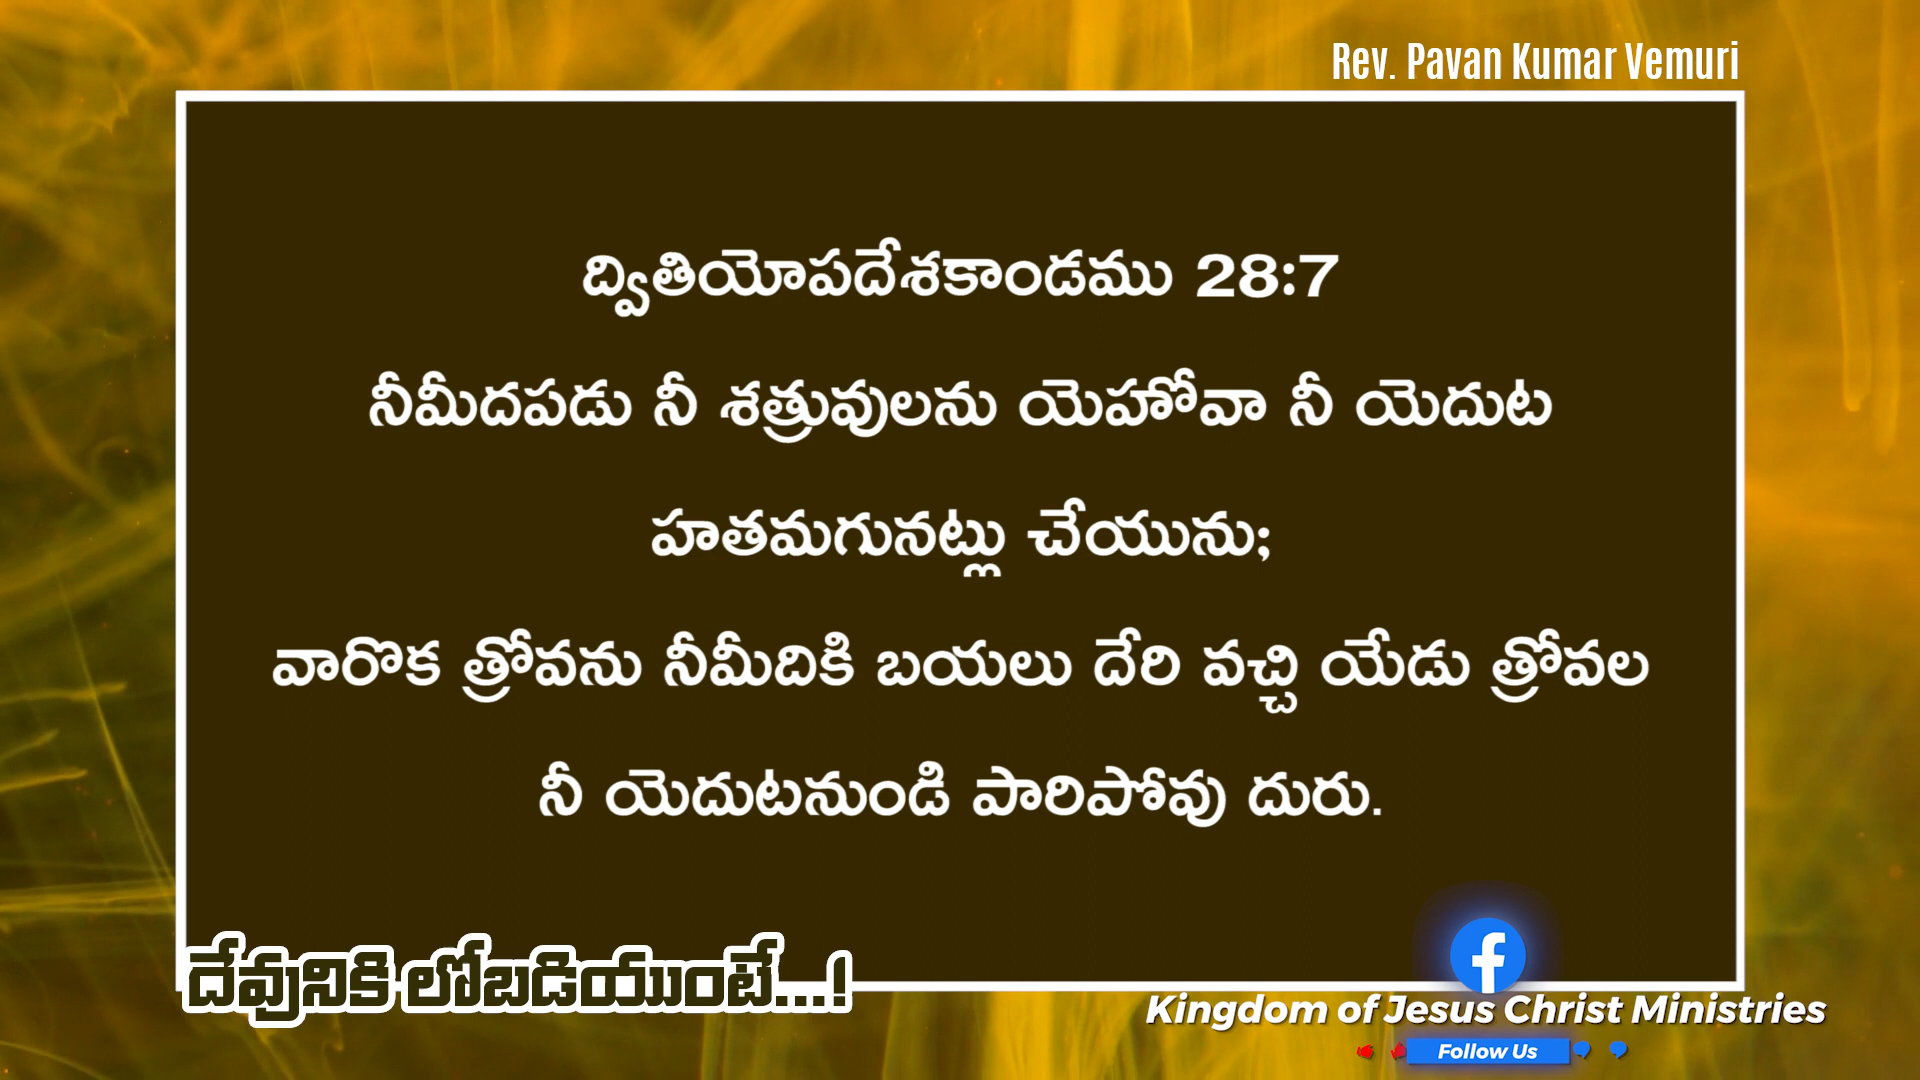 Rev. Pavan Kumar Vemuri
ద్వితియోపదేశకాండము 28:7
నీమీదపడు నీ శత్రువులను యెహోవా నీ యెదుట
హతమగునట్లు చేయును;
వారొక త్రోవను నీమీదికి బయలు దేరి వచ్చి యేడు త్రోవల
నీ యెదుటనుండి పారిపోవు దురు.
దేవునికి లోబడియుంటే...!
Kingdom of Jesus Christ Ministries
Follow Us